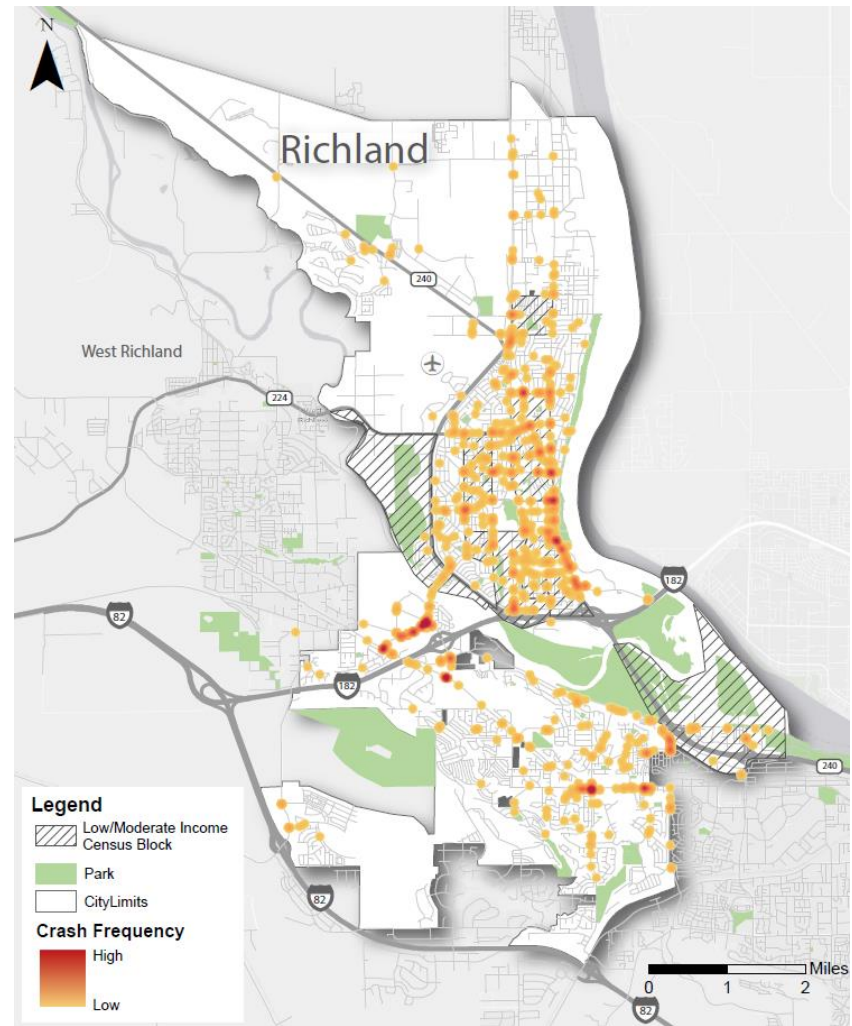 N
Richland
240
West Richland
224
182
82
182
240
Legend
Low/Moderate Income
Census Block
Park
CityLimits
Crash Frequency
High
Low
82
Miles
0 1 2
82